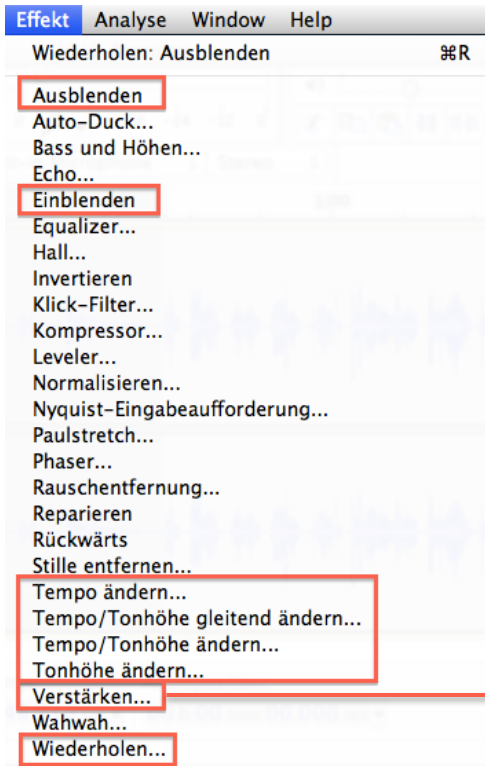 Effekt Analyse Window Help
Wiederholen: Ausblenden ⌘R
Ausblenden
Auto-Duck...
Bass und Höhen...
Echo...
Einblenden
Equalizer...
Hall...
Invertieren
Klick-Filter...
Kompressor...
Leveler...
Normalisieren...
Nyquist-Eingabeaufforderung...
Paulstretch...
Phaser...
Rauschentfernung...
Reparieren
Rückwärts
Stille entfernen...
Tempo ändern...
Tempo/Tonhöhe gleitend ändern...
Tempo/Tonhöhe ändern...
Tonhöhe ändern...
Verstärken...
Wahwah...
Wiederholen...